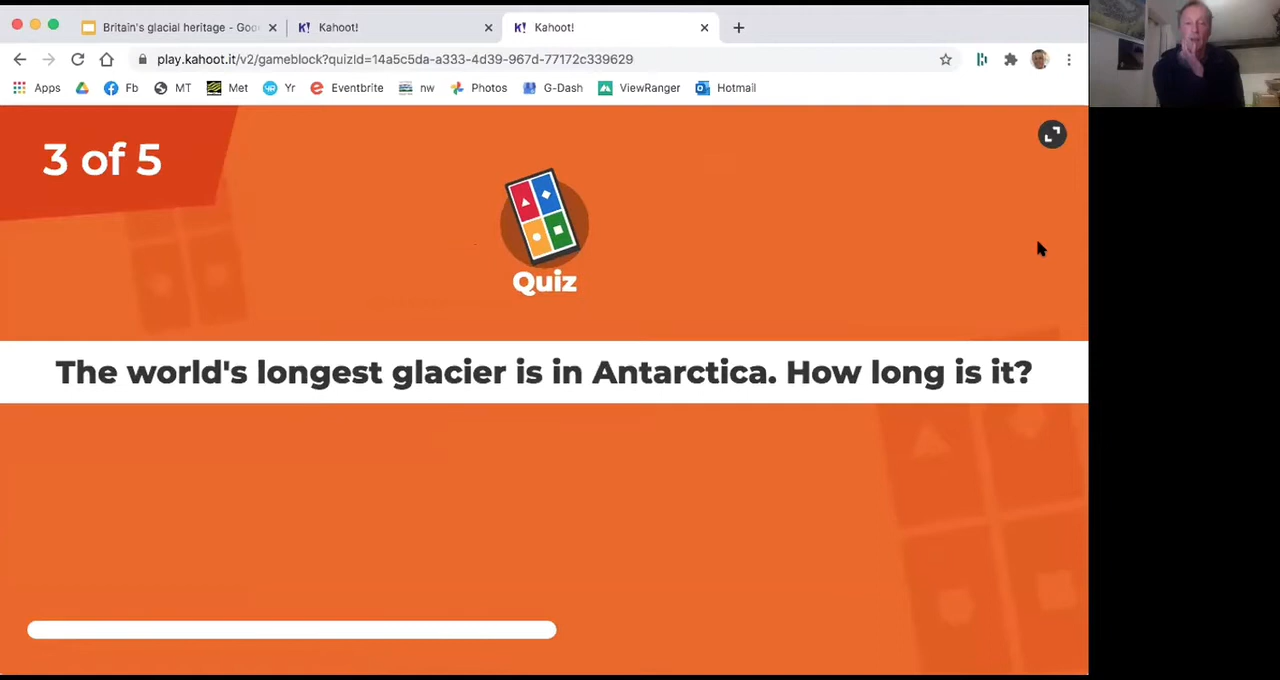 Britain's glacial heritage - Goo
Kahoot!
Kahoot!
play.kahoot.it/v2/gameblock?quizId=14a5c5da-a333-4d39-967d-77172c339629
Apps
Fb
MT
Met
Yr
Eventbrite
nw
Photos
G-Dash
ViewRanger
Hotmail
3 of 5
Quiz
The world's longest glacier is in Antarctica. How long is it?